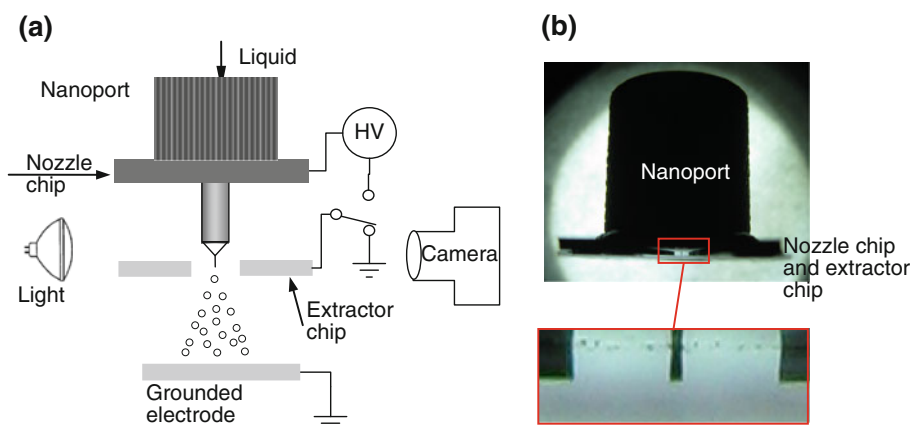 (a)
Liquid
Nanoport
HV
Nozzle
chip
Camera
Light
Extractor
chip
Grounded
electrode
(b)
Nanoport
Nozzle chip
and extractor
chip